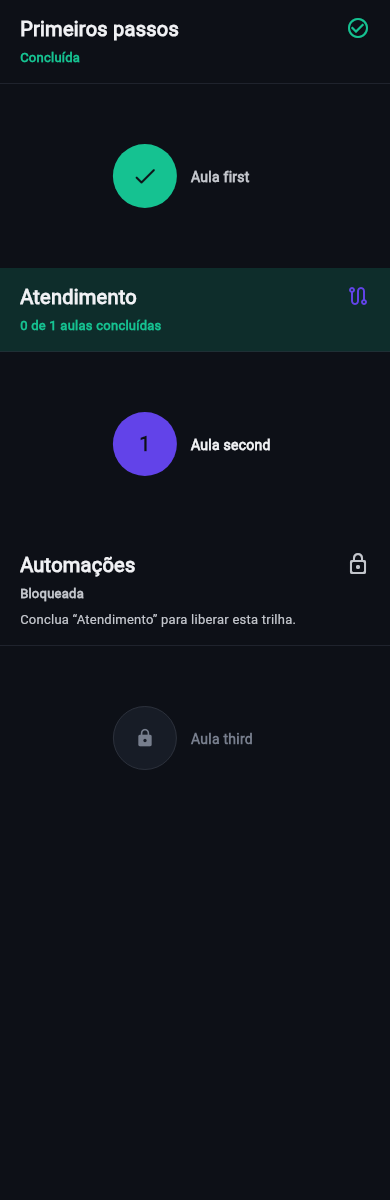 Primeiros passos
Concluída
Aula first
Atendimento
0 de 1 aulas concluídas
1
Aula second
Automações
Bloqueada
Conclua “Atendimento” para liberar esta trilha.
Aula third